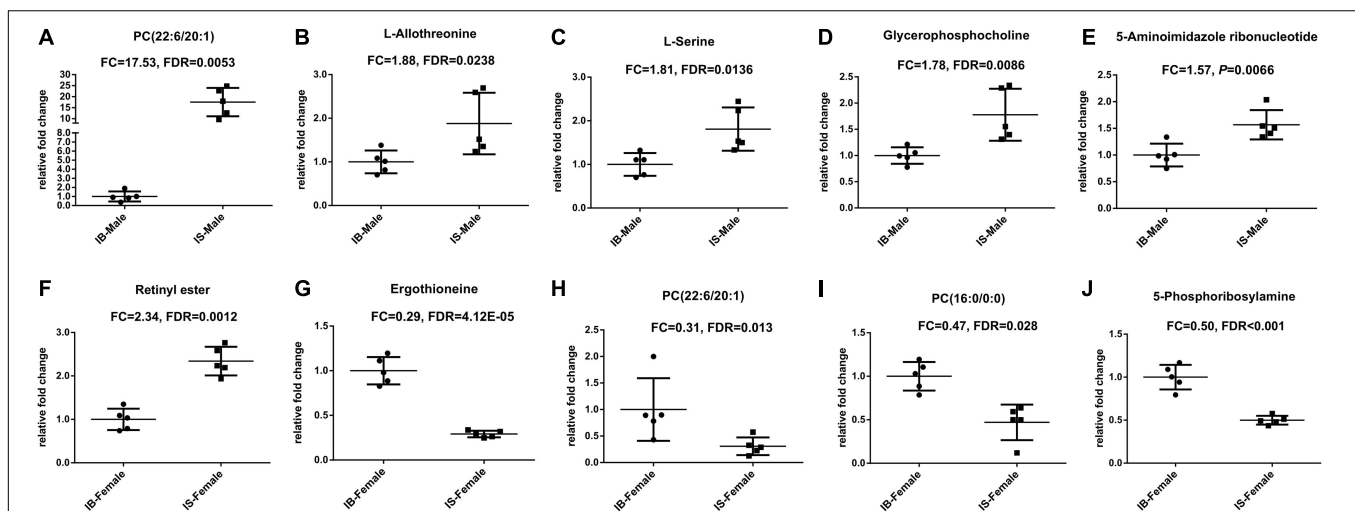 A
PC(22:6/20:1)
FC=17.53, FDR=0.0053
relative fold change
30
25
20
15
10
8.0
6.0
5.0
4.0
3.0
2.0
1.0
0.0
IB-Male
IS-Male
B
L-Allothreonine
FC=1.88, FDR=0.0238
relative fold change
3.0
2.0
1.0
0.0
IB-Male
IS-Male
C
L-Serine
FC=1.81, FDR=0.0136
relative fold change
3.0
2.0
1.0
0.0
IB-Male
IS-Male
D
Glycerophosphocholine
FC=1.78, FDR=0.0086
relative fold change
2.5
2.0
1.5
1.0
0.5
0.0
IB-Male
IS-Male
E
5-Aminoimidazole ribonucleotide
FC=1.57, P=0.0066
relative fold change
2.5
2.0
1.5
1.0
0.5
0.0
IB-Male
IS-Male
F
Retinyl ester
FC=2.34, FDR=0.0012
relative fold change
3.0
2.0
1.0
0.0
IB-Female
IS-Female
G
Ergothioneine
FC=0.29, FDR=4.12E-05
relative fold change
1.5
1.0
0.5
0.0
IB-Female
IS-Female
H
PC(22:6/20:1)
FC=0.31, FDR=0.013
relative fold change
2.5
2.0
1.5
1.0
0.5
0.0
IB-Female
IS-Female
I
PC(16:0/0:0)
FC=0.47, FDR=0.028
relative fold change
1.5
1.0
0.5
0.0
IB-Female
IS-Female
J
5-Phosphoribosylamine
FC=0.50, FDR<0.001
relative fold change
1.5
1.0
0.5
0.0
IB-Female
IS-Female